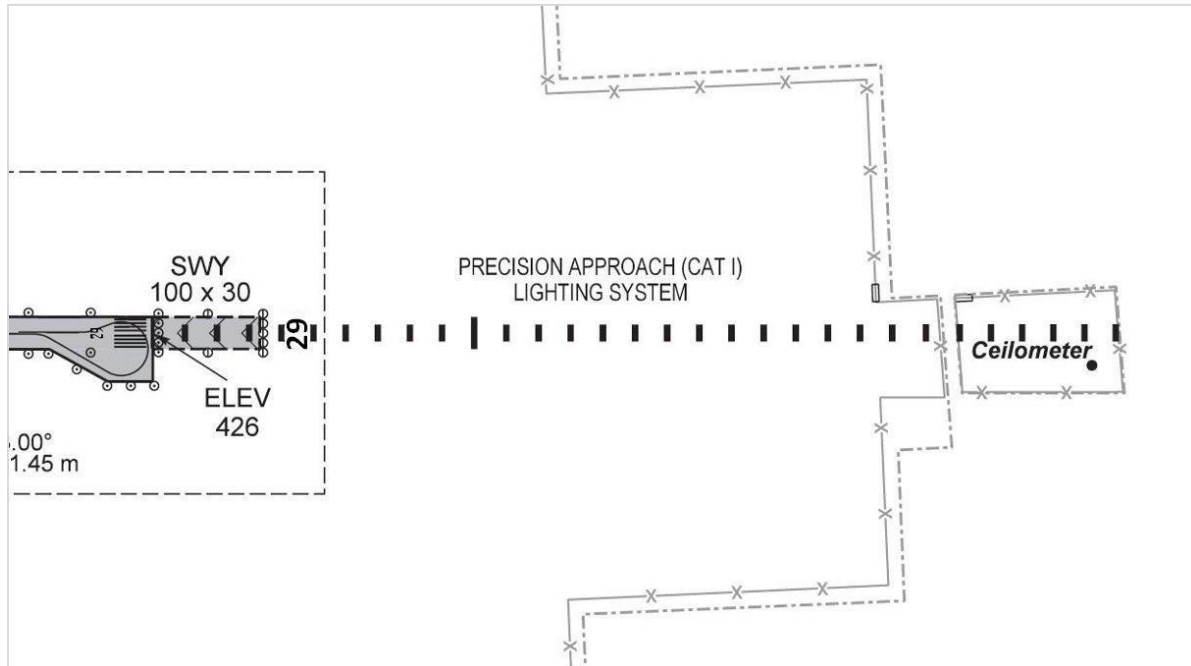 SWY
100 x 30
PRECISION APPROACH (CAT I)
LIGHTING SYSTEM
29
29
Ceilometer
ELEV
426
.00°
1.45 m